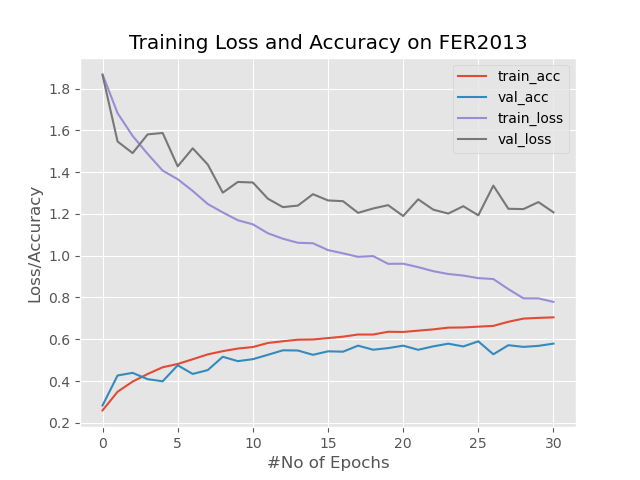 Training Loss and Accuracy on FER2013
train_acc
val_acc
train_loss
val_loss
Loss/Accuracy
1.8
1.6
1.4
1.2
1.0
0.8
0.6
0.4
0.2
0 5 10 15 20 25 30
#No of Epochs